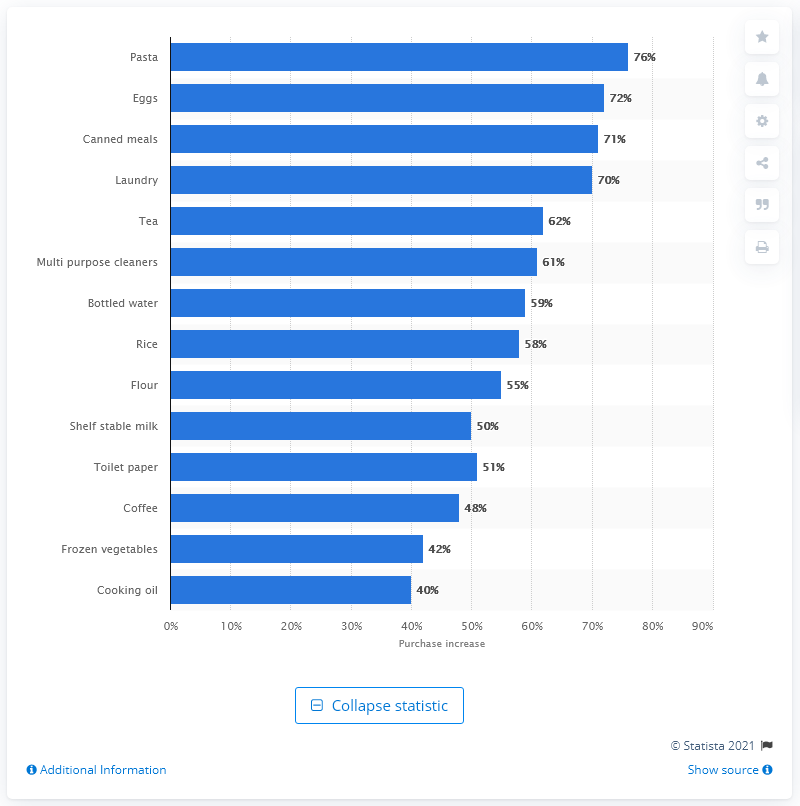 Pasta 76%
Eggs 72%
Canned meals 71%
Laundry 70%
Tea 62%
Multi purpose cleaners 61%
Bottled water 59%
Rice 58%
Flour 55%
Shelf stable milk 50%
Toilet paper 51%
Coffee 48%
Frozen vegetables 42%
Cooking oil 40%
0% 10% 20% 30% 40% 50% 60% 70% 80% 90%
Purchase increase
Collapse statistic
© Statista 2021
Additional Information Show source